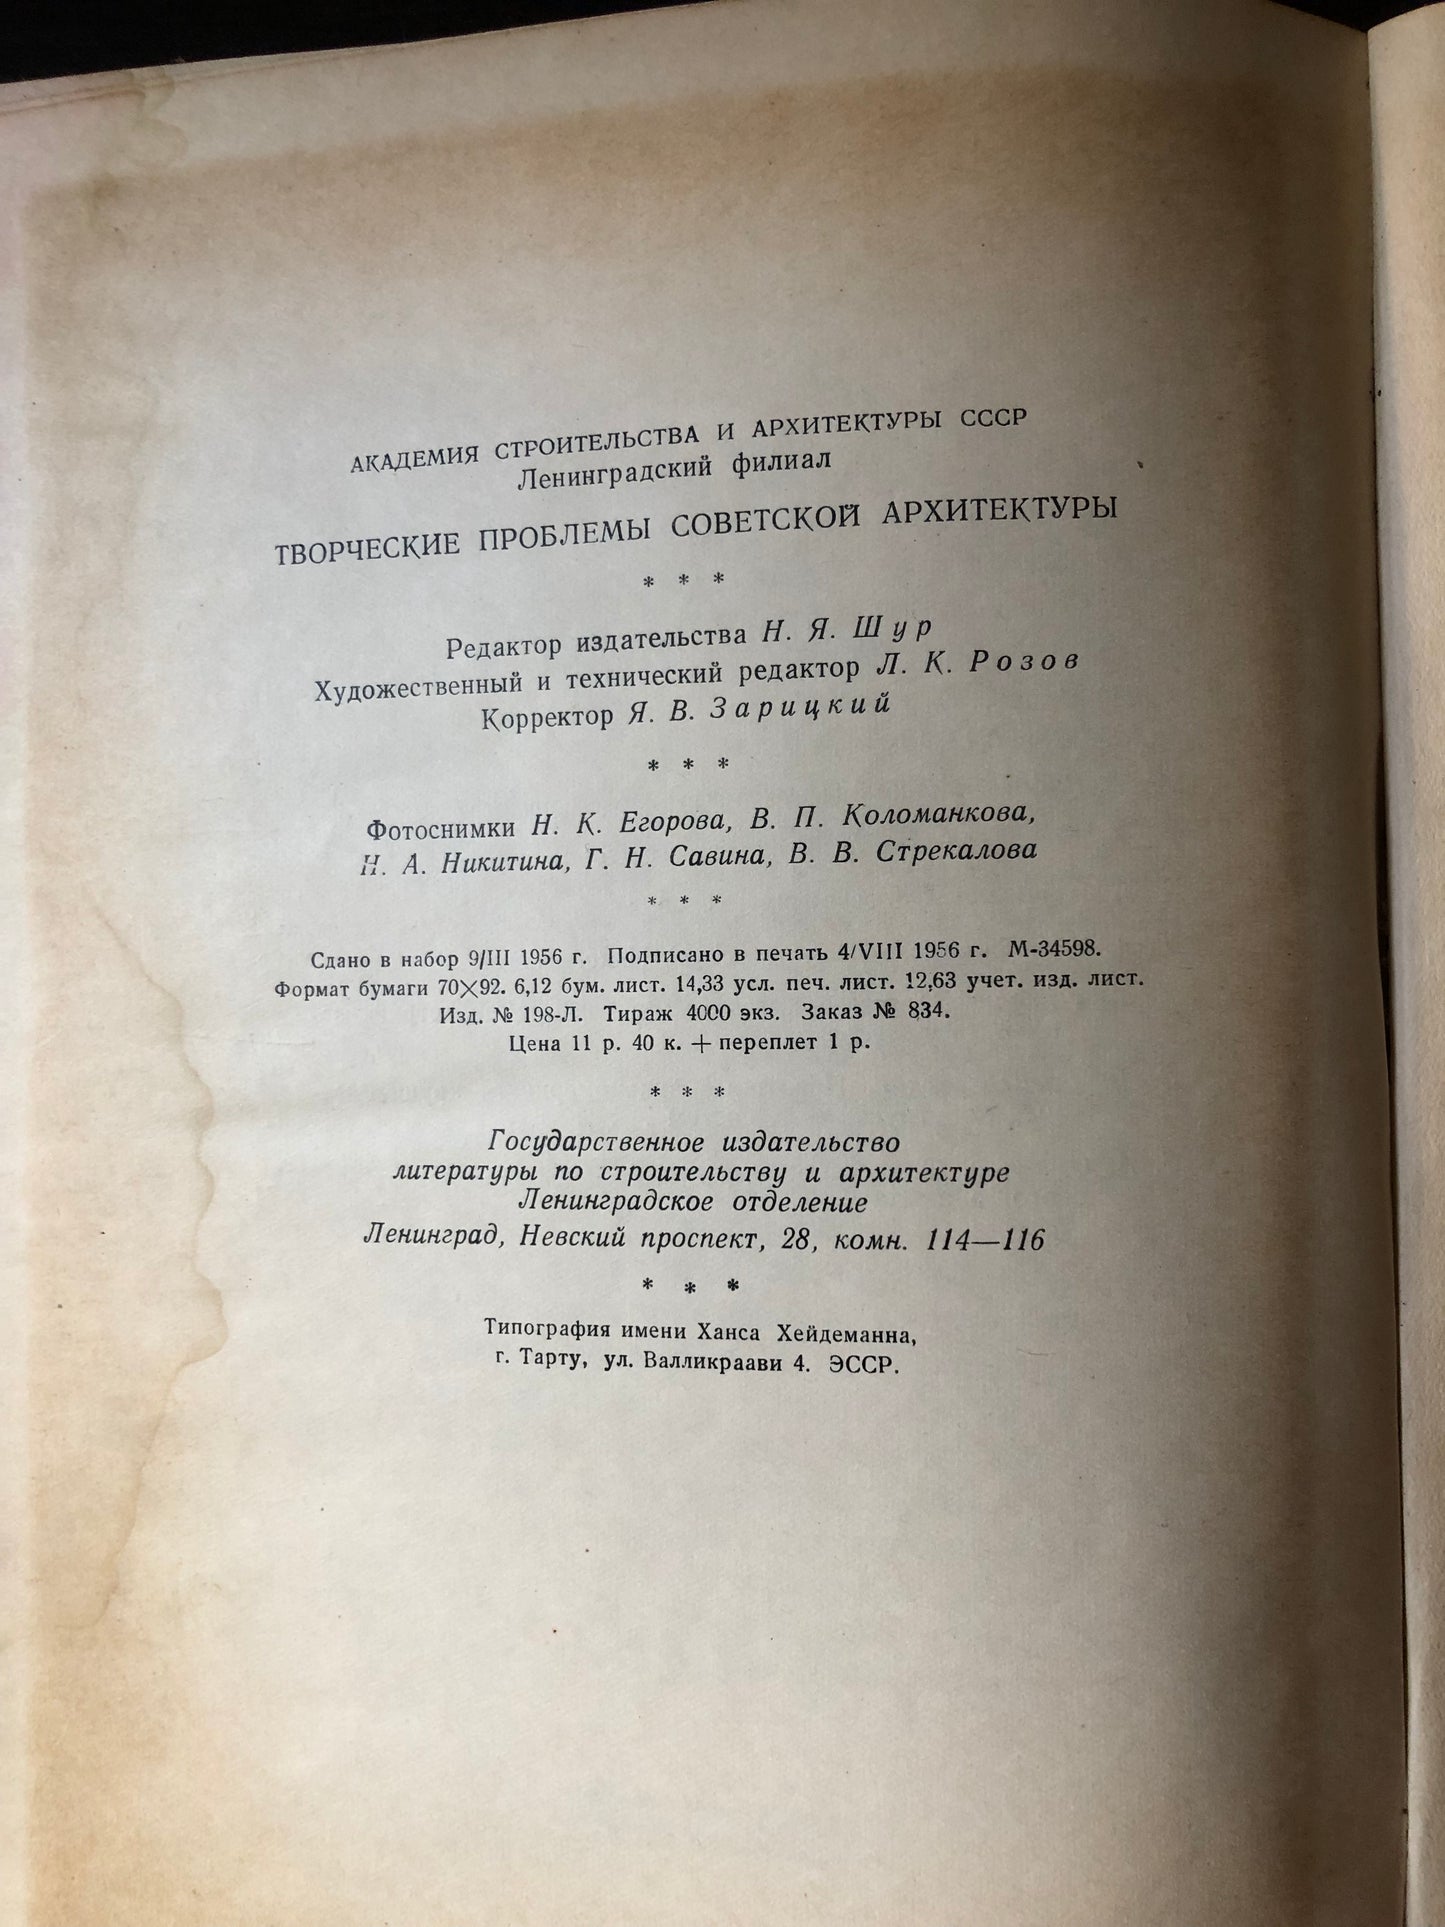 АКАДЕМИЯ СТРОИТЕЛЬСТВА И АРХИТЕКТУРЫ СССР
Ленинградский филиал
ТВОРЧЕСКИЕ ПРОБЛЕМЫ СОВЕТСКОЙ АРХИТЕКТУРЫ
* * *
Редактор издательства Н. Я. Шур
Художественный и технический редактор Л. К. Розов
Корректор Я. В. Зарицкий
* * *
Фотоснимки Н. К. Егорова, В. П. Коломанкова,
Н. А. Никитина, Г. Н. Савина, В. В. Стрекалова
* * *
Сдано в набор 9/III 1956 г. Подписано в печать 4/VIII 1956 г. М-34598.
Формат бумаги 70×92. 6,12 бум. лист. 14,33 усл. печ. лист. 12,63 учет. изд. лист.
Изд. № 198-Л. Тираж 4000 экз. Заказ № 834.
Цена 11 р. 40 к. + переплет 1 р.
* * *
Государственное издательство
литературы по строительству и архитектуре
Ленинградское отделение
Ленинград, Невский проспект, 28, комн. 114—116
* * *
Типография имени Ханса Хейдеманна,
г. Тарту, ул. Валликраави 4. ЭССР.